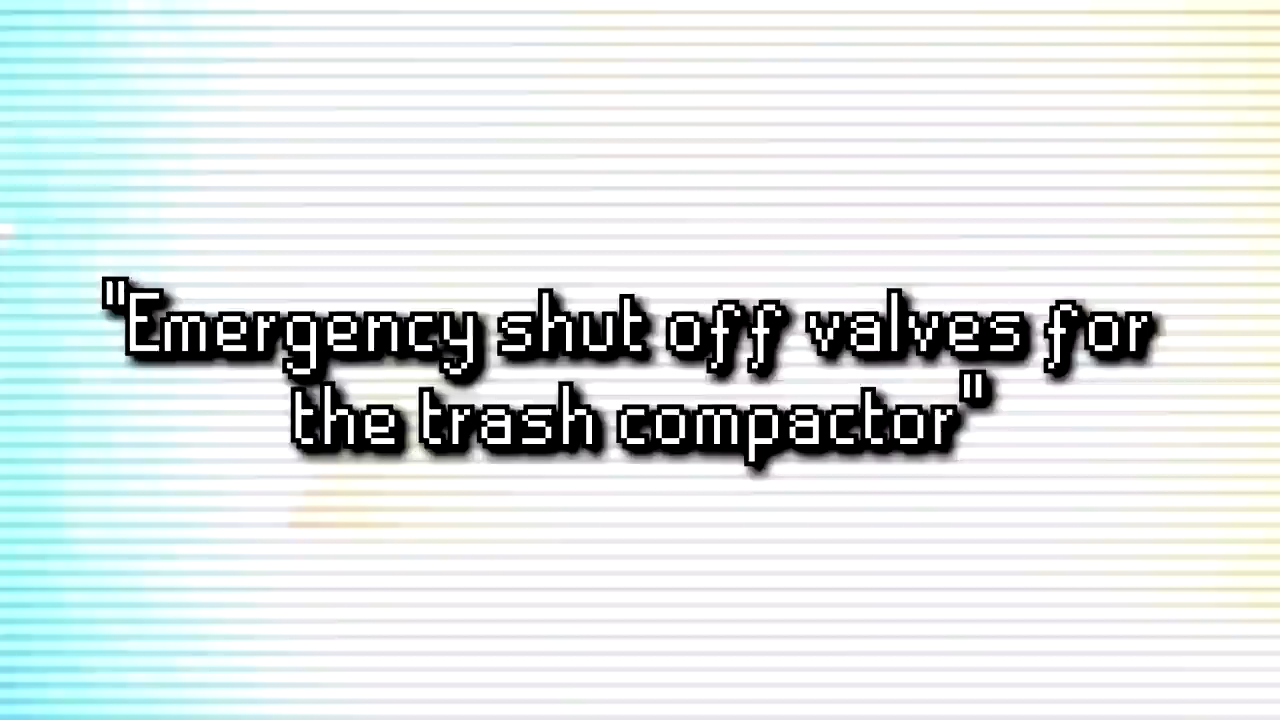 "Emergency shut off valves for
the trash compactor"